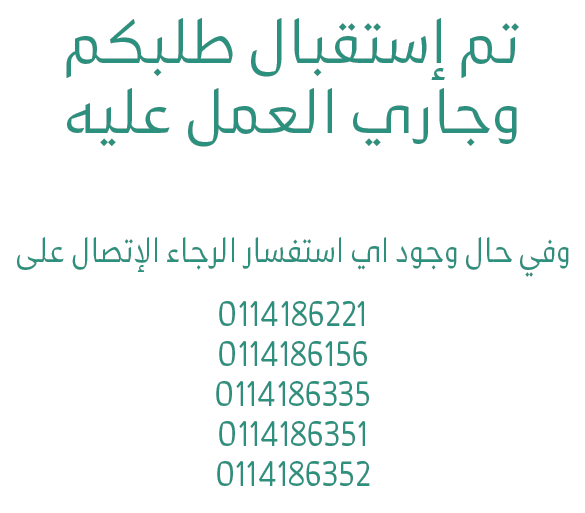 تم إستقبال طلبكم
وجاري العمل عليه
وفي حال وجود اي استفسار الرجاء الإتصال على
0114186221
0114186156
0114186335
0114186351
0114186352